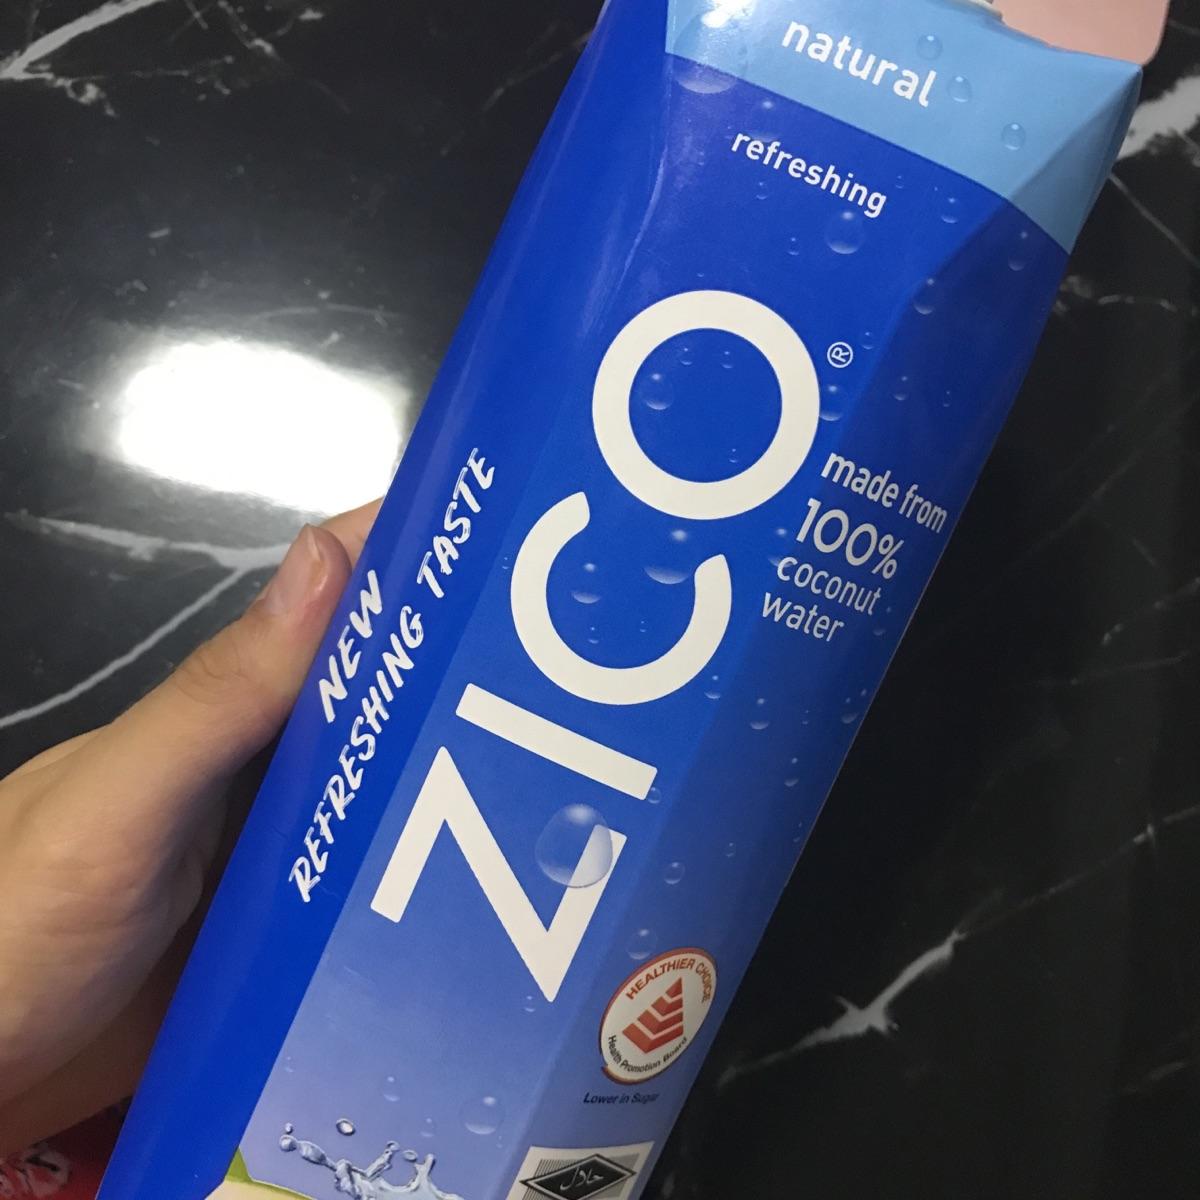 natural
refreshing
ZICO®
made from
100%
coconut
water
NEW
REFRESHING TASTE
HEALTHIER CHOICE
Health Promotion Board
Lower in Sugar
حلال